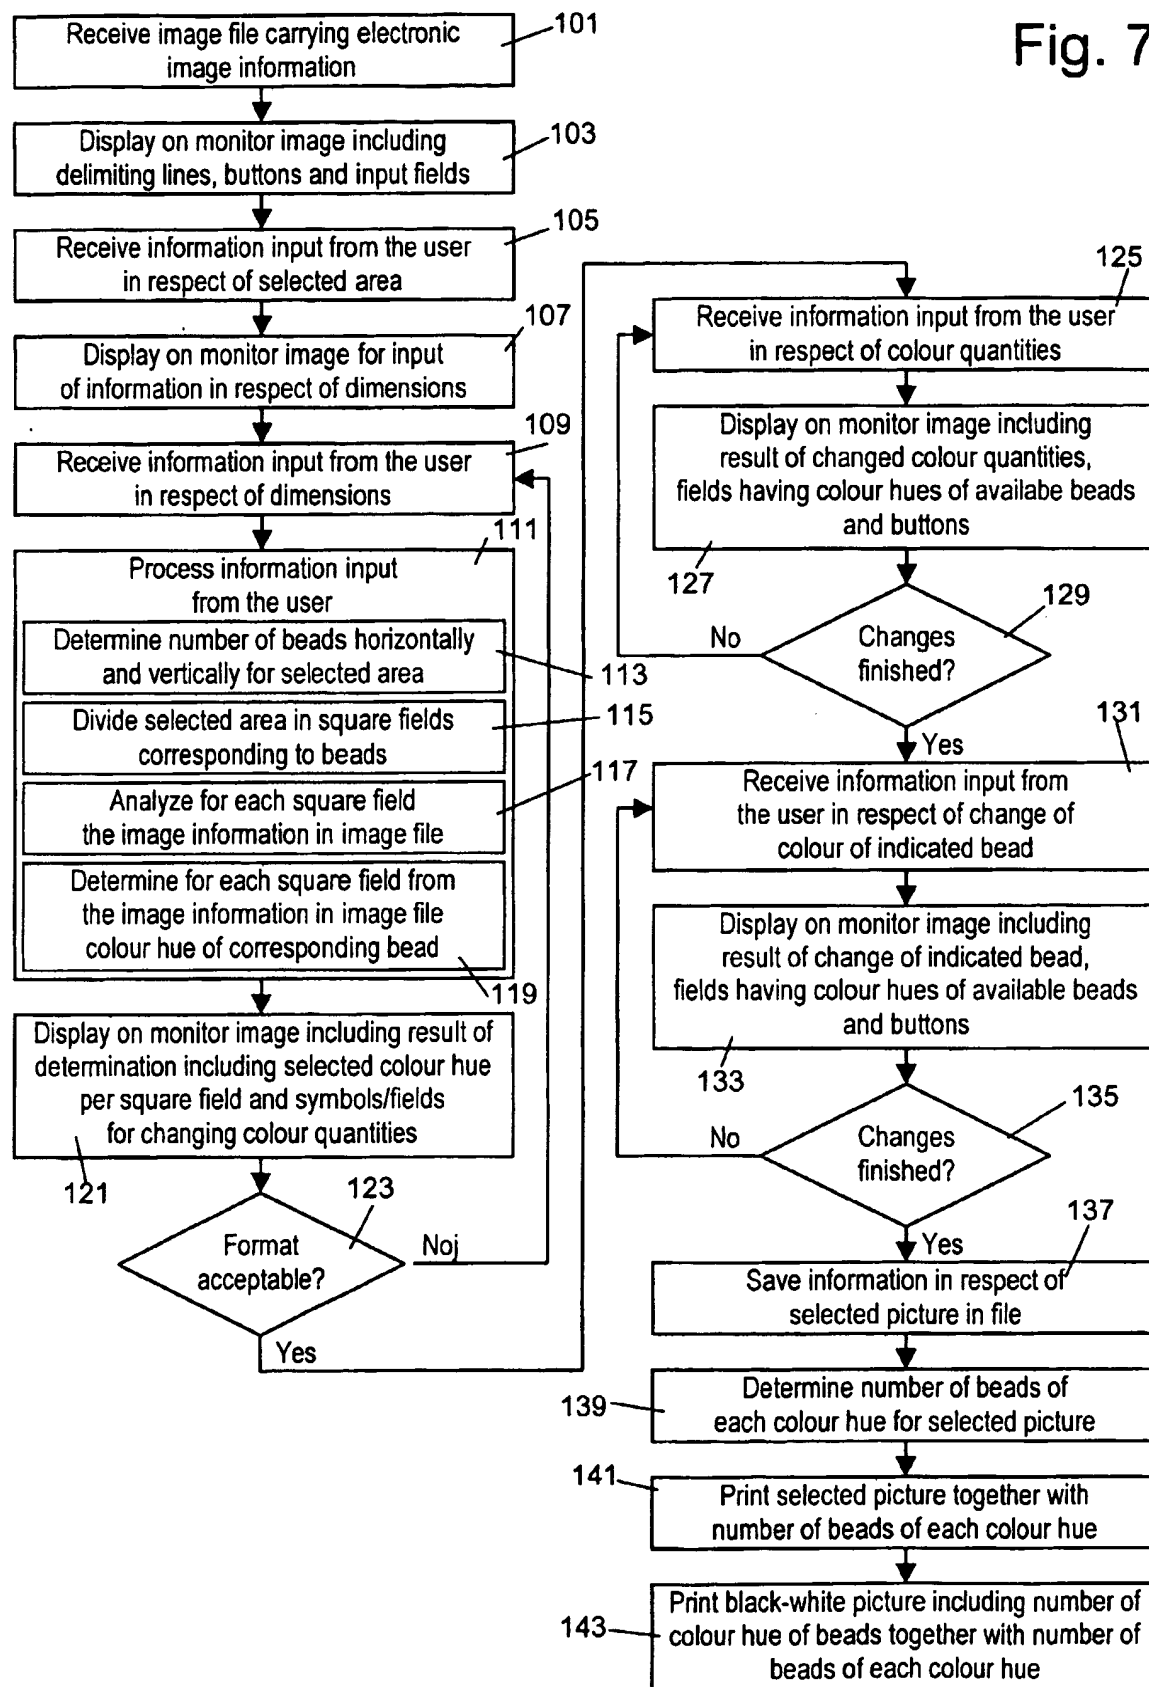 Fig. 7
Receive image file carrying electronic
image information
101
Display on monitor image including
delimiting lines, buttons and input fields
103
Receive information input from the user
in respect of selected area
105
Display on monitor image for input
of information in respect of dimensions
107
Receive information input from the user
in respect of dimensions
109
Process information input
from the user
111
Determine number of beads horizontally
and vertically for selected area
113
Divide selected area in square fields
corresponding to beads
115
Analyze for each square field
the image information in image file
117
Determine for each square field from
the image information in image file
colour hue of corresponding bead
119
Display on monitor image including result of
determination including selected colour hue
per square field and symbols/fields
for changing colour quantities
121
Format
acceptable?
123
Noj
Yes
Receive information input from the user
in respect of colour quantities
125
Display on monitor image including
result of changed colour quantities,
fields having colour hues of availabe beads
and buttons
127
Changes
finished?
129
No
Yes
Receive information input from
the user in respect of change of
colour of indicated bead
131
Display on monitor image including
result of change of indicated bead,
fields having colour hues of available beads
and buttons
133
Changes
finished?
135
No
Yes
Save information in respect of
selected picture in file
137
Determine number of beads of
each colour hue for selected picture
139
Print selected picture together with
number of beads of each colour hue
141
Print black-white picture including number of
colour hue of beads together with number of
beads of each colour hue
143